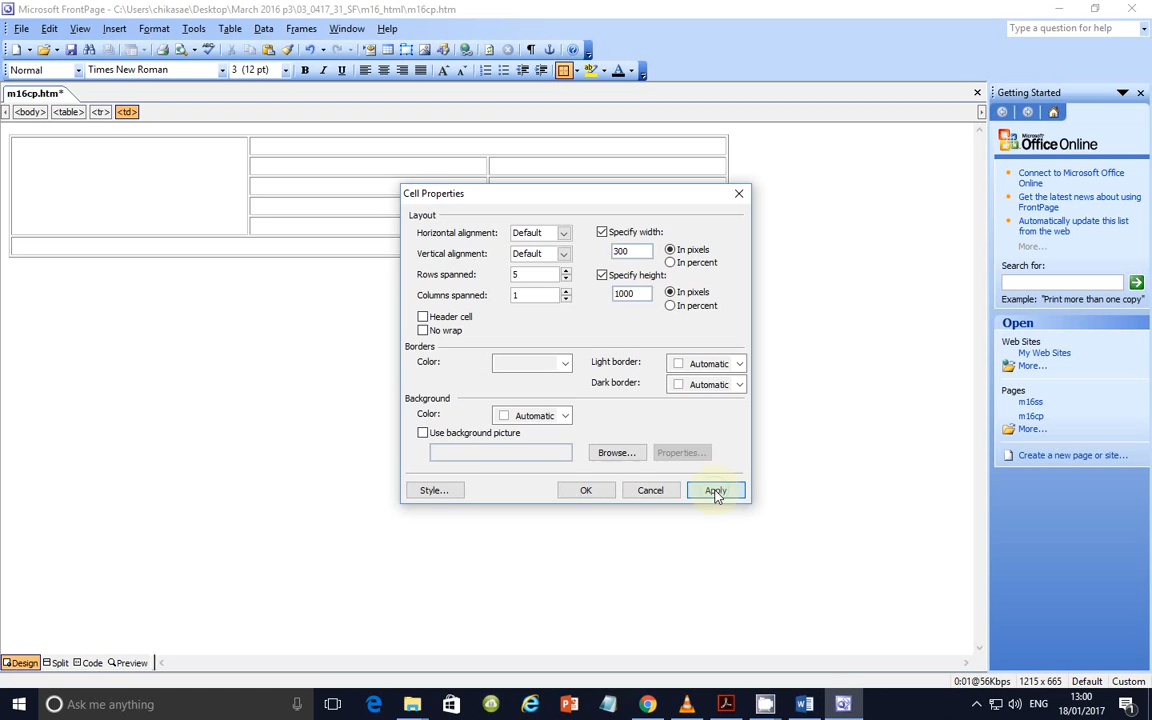 Microsoft FrontPage - C:\Users\chikasae\Desktop\March 2016 p3\03_0417_31_SF\m16_html\m16cp.htm
File Edit View Insert Format Tools Table Data Frames Window Help
Type a question for help
Normal Times New Roman 3 (12 pt) B I U A A ab A
m16cp.htm*
Getting Started
<body> <table> <tr> <td>
Microsoft
Office Online
Connect to Microsoft Office Online
Get the latest news about using FrontPage
Automatically update this list from the web
More...
Search for:
Example: "Print more than one copy"
Open
Web Sites
My Web Sites
More...
Pages
m16ss
m16cp
More...
Create a new page or site...
Cell Properties
Layout
Horizontal alignment: Default
Specify width:
300
In pixels
In percent
Vertical alignment: Default
Rows spanned: 5
Specify height:
1000
In pixels
In percent
Columns spanned: 1
Header cell
No wrap
Borders
Color:
Light border: Automatic
Dark border: Automatic
Background
Color: Automatic
Use background picture
Browse... Properties...
Style... OK Cancel Apply
Design Split Code Preview
0:01@56Kbps 1215 x 665 Default Custom
Ask me anything
ENG
13:00
18/01/2017